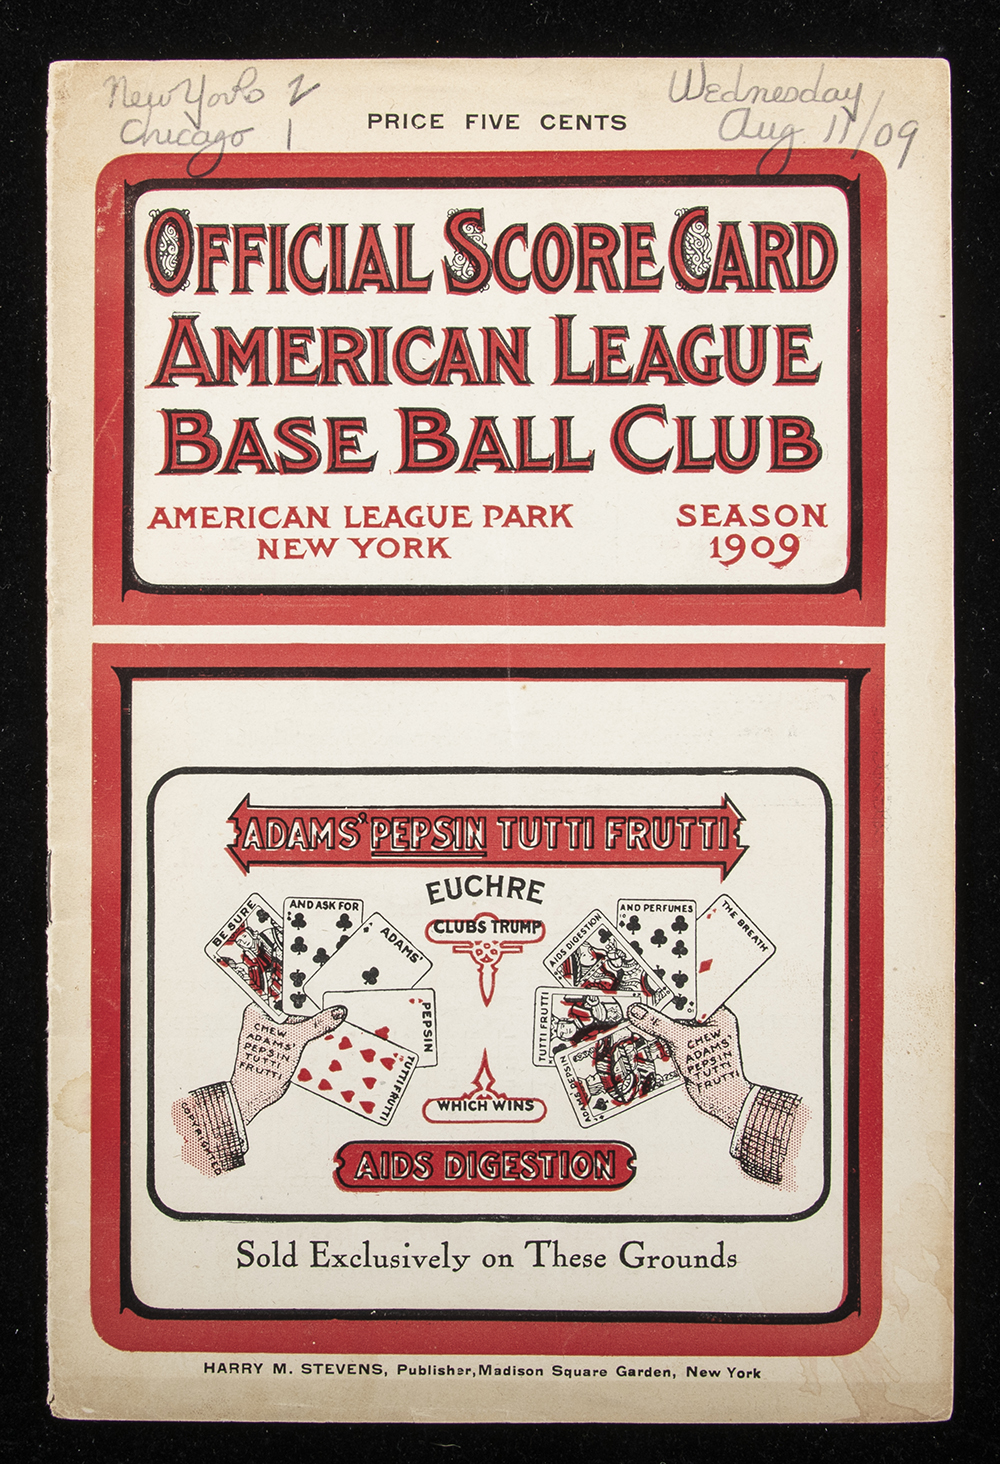 New Yorks 2
Chicago 1
PRICE FIVE CENTS
Wednesday
Aug 11/09
OFFICIAL SCORE CARD
AMERICAN LEAGUE
BASE BALL CLUB
AMERICAN LEAGUE PARK
NEW YORK
SEASON
1909
ADAMS' PEPSIN TUTTI FRUTTI
EUCHRE
CLUBS TRUMP
BE SURE
AND ASK FOR
ADAMS'
PEPSIN
TUTTI FRUTTI
CHEW
ADAMS'
PEPSIN
TUTTI
FRUTTI
COPYRIGHTED
AIDS DIGESTION
AND PERFUMES
THE BREATH
TUTTI FRUTTI
ADAMS' PEPSIN
CHEW
ADAMS'
PEPSIN
TUTTI
FRUTTI
WHICH WINS
AIDS DIGESTION
Sold Exclusively on These Grounds
HARRY M. STEVENS, Publisher, Madison Square Garden, New York